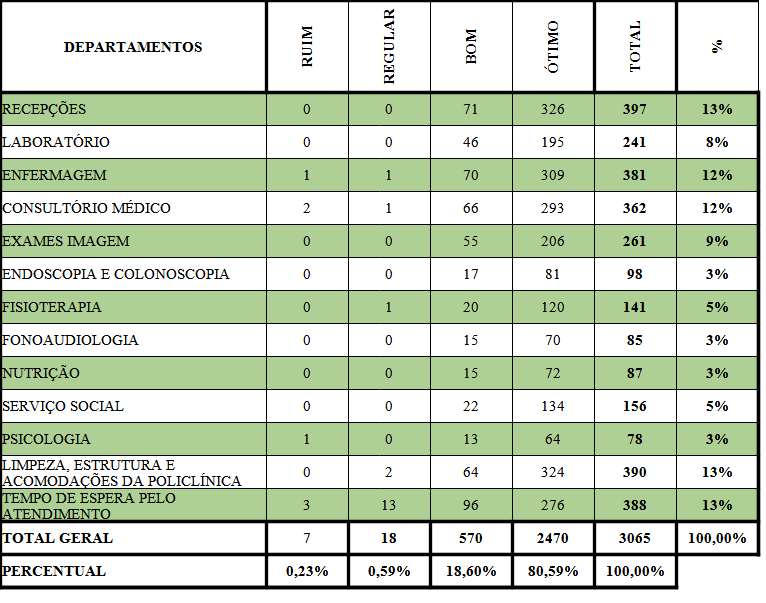 DEPARTAMENTOS RUIM REGULAR BOM ÓTIMO TOTAL %
RECEPÇÕES 0 0 71 326 397 13%
LABORATÓRIO 0 0 46 195 241 8%
ENFERMAGEM 1 1 70 309 381 12%
CONSULTÓRIO MÉDICO 2 1 66 293 362 12%
EXAMES IMAGEM 0 0 55 206 261 9%
ENDOSCOPIA E COLONOSCOPIA 0 0 17 81 98 3%
FISIOTERAPIA 0 1 20 120 141 5%
FONOAUDIOLOGIA 0 0 15 70 85 3%
NUTRIÇÃO 0 0 15 72 87 3%
SERVIÇO SOCIAL 0 0 22 134 156 5%
PSICOLOGIA 1 0 13 64 78 3%
LIMPEZA, ESTRUTURA E
ACOMODAÇÕES DA POLICLÍNICA 0 2 64 324 390 13%
TEMPO DE ESPERA PELO
ATENDIMENTO 3 13 96 276 388 13%
TOTAL GERAL 7 18 570 2470 3065 100,00%
PERCENTUAL 0,23% 0,59% 18,60% 80,59% 100,00%